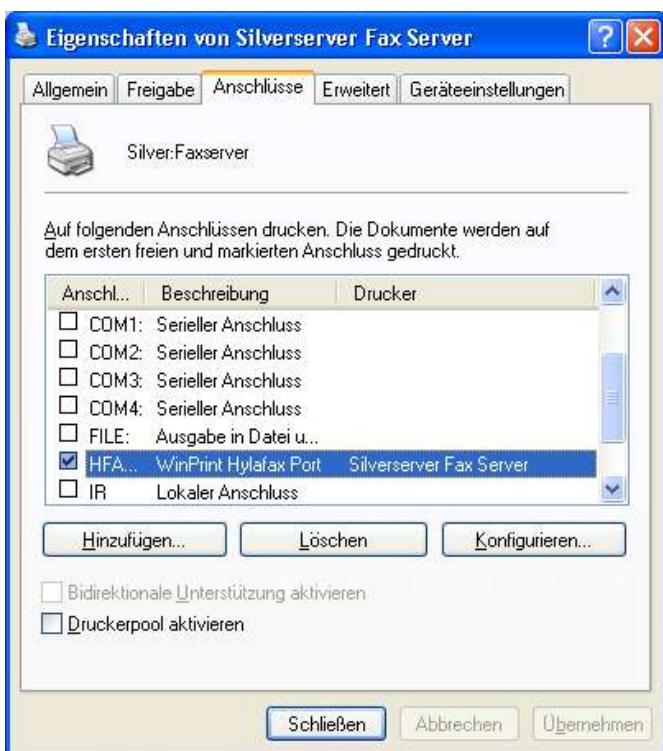 Eigenschaften von Silverserver Fax Server
Allgemein Freigabe Anschlüsse Erweitert Geräteeinstellungen
Silver:Faxserver
Auf folgenden Anschlüssen drucken. Die Dokumente werden auf
dem ersten freien und markierten Anschluss gedruckt.
Anschl... Beschreibung Drucker
COM1: Serieller Anschluss
COM2: Serieller Anschluss
COM3: Serieller Anschluss
COM4: Serieller Anschluss
FILE: Ausgabe in Datei u...
HFA... WinPrint Hylafax Port Silverserver Fax Server
IR Lokaler Anschluss
Hinzufügen... Löschen Konfigurieren...
Bidirektionale Unterstützung aktivieren
Druckerpool aktivieren
Schließen Abbrechen Übernehmen